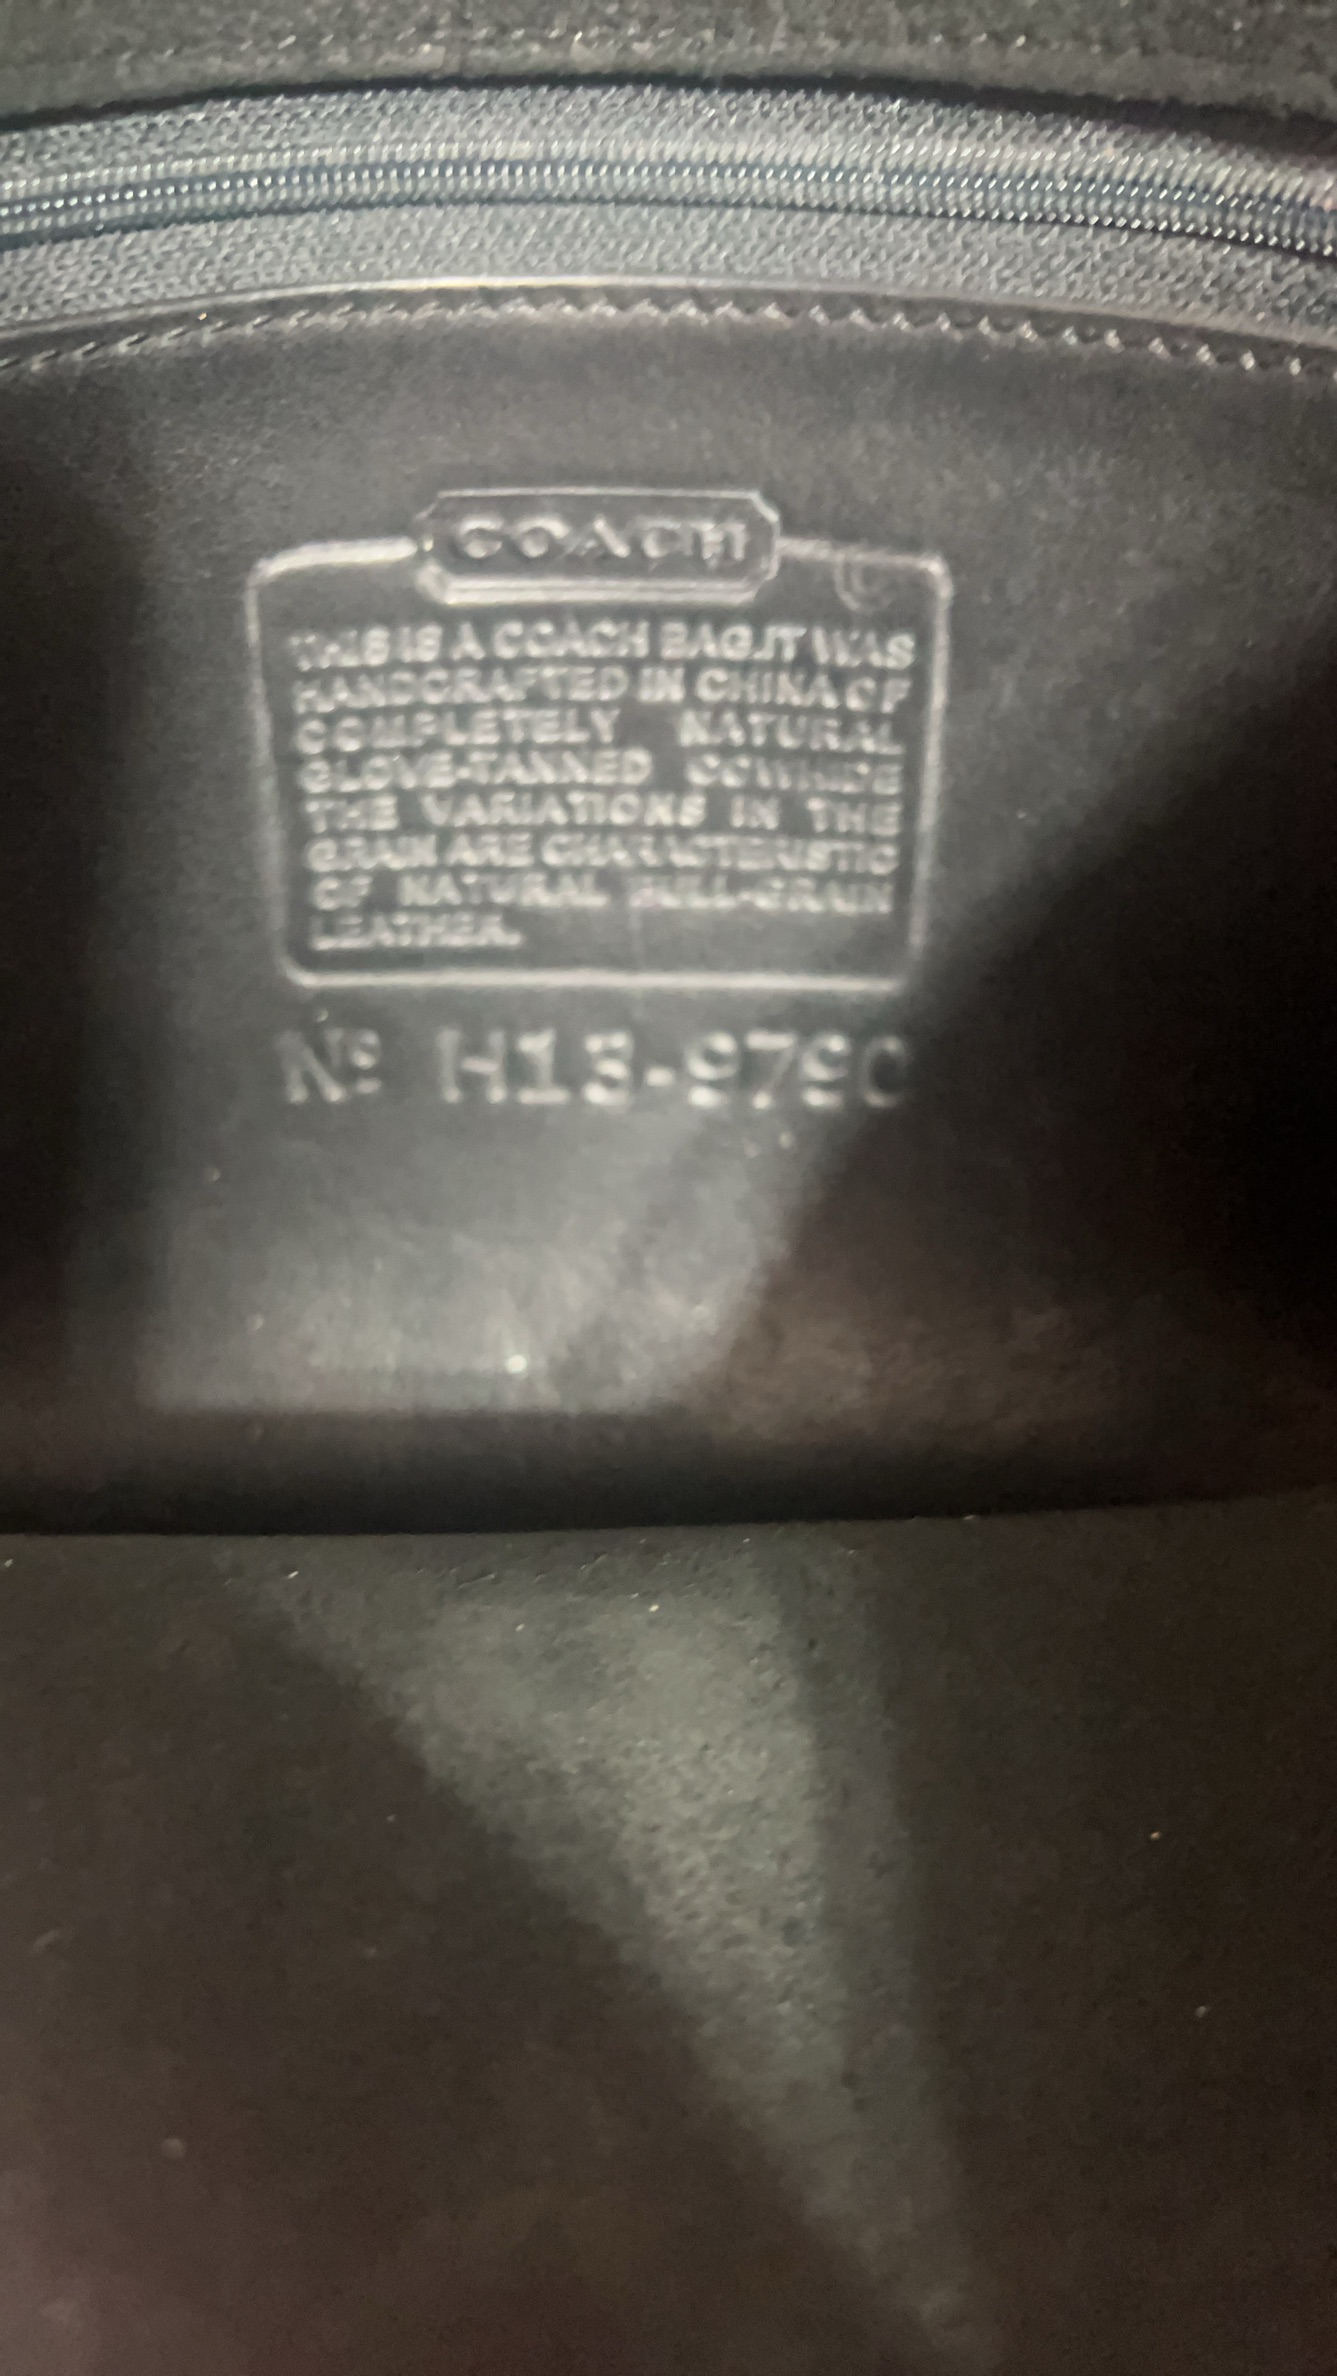 COACH
THIS IS A COACH BAG.IT WAS
HANDCRAFTED IN CHINA OF
COMPLETELY NATURAL
GLOVE-TANNED COWHIDE
THE VARIATIONS IN THE
GRAIN ARE CHARACTERISTIC
OF NATURAL FULL-GRAIN
LEATHER.
Nº H13-9790